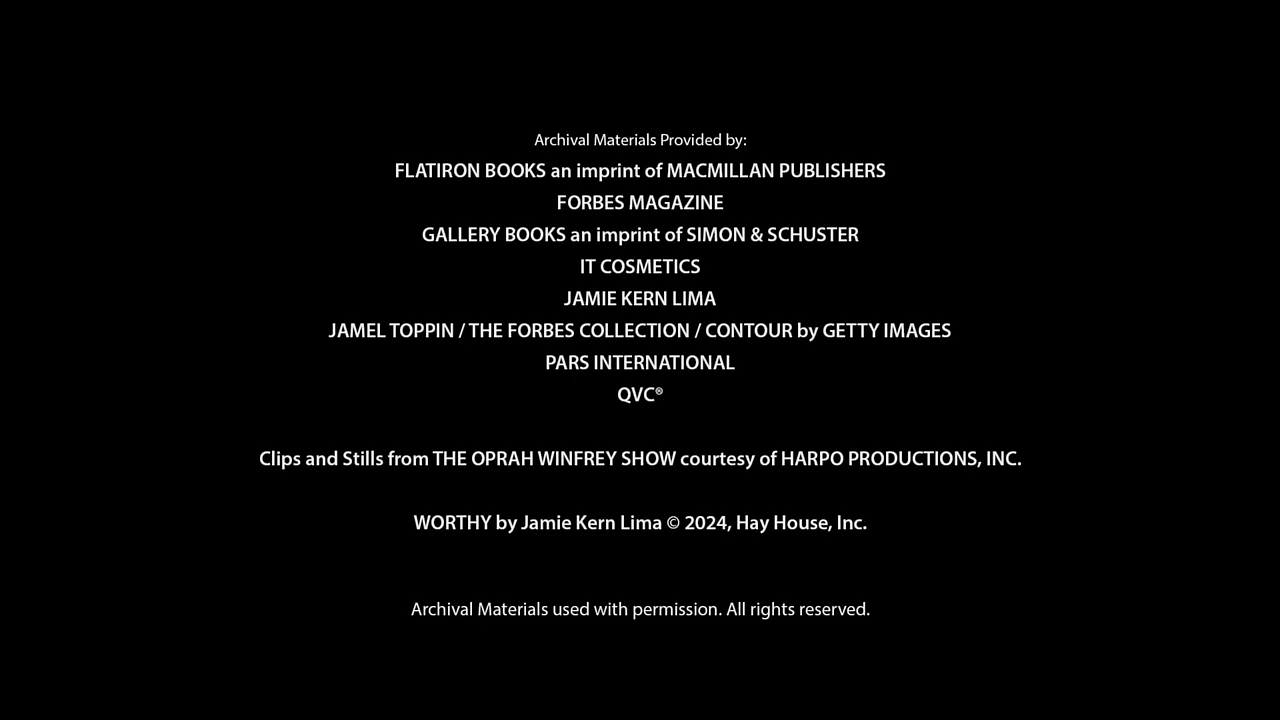 Archival Materials Provided by:
FLATIRON BOOKS an imprint of MACMILLAN PUBLISHERS
FORBES MAGAZINE
GALLERY BOOKS an imprint of SIMON & SCHUSTER
IT COSMETICS
JAMIE KERN LIMA
JAMEL TOPPIN / THE FORBES COLLECTION / CONTOUR by GETTY IMAGES
PARS INTERNATIONAL
QVC®
Clips and Stills from THE OPRAH WINFREY SHOW courtesy of HARPO PRODUCTIONS, INC.
WORTHY by Jamie Kern Lima © 2024, Hay House, Inc.
Archival Materials used with permission. All rights reserved.